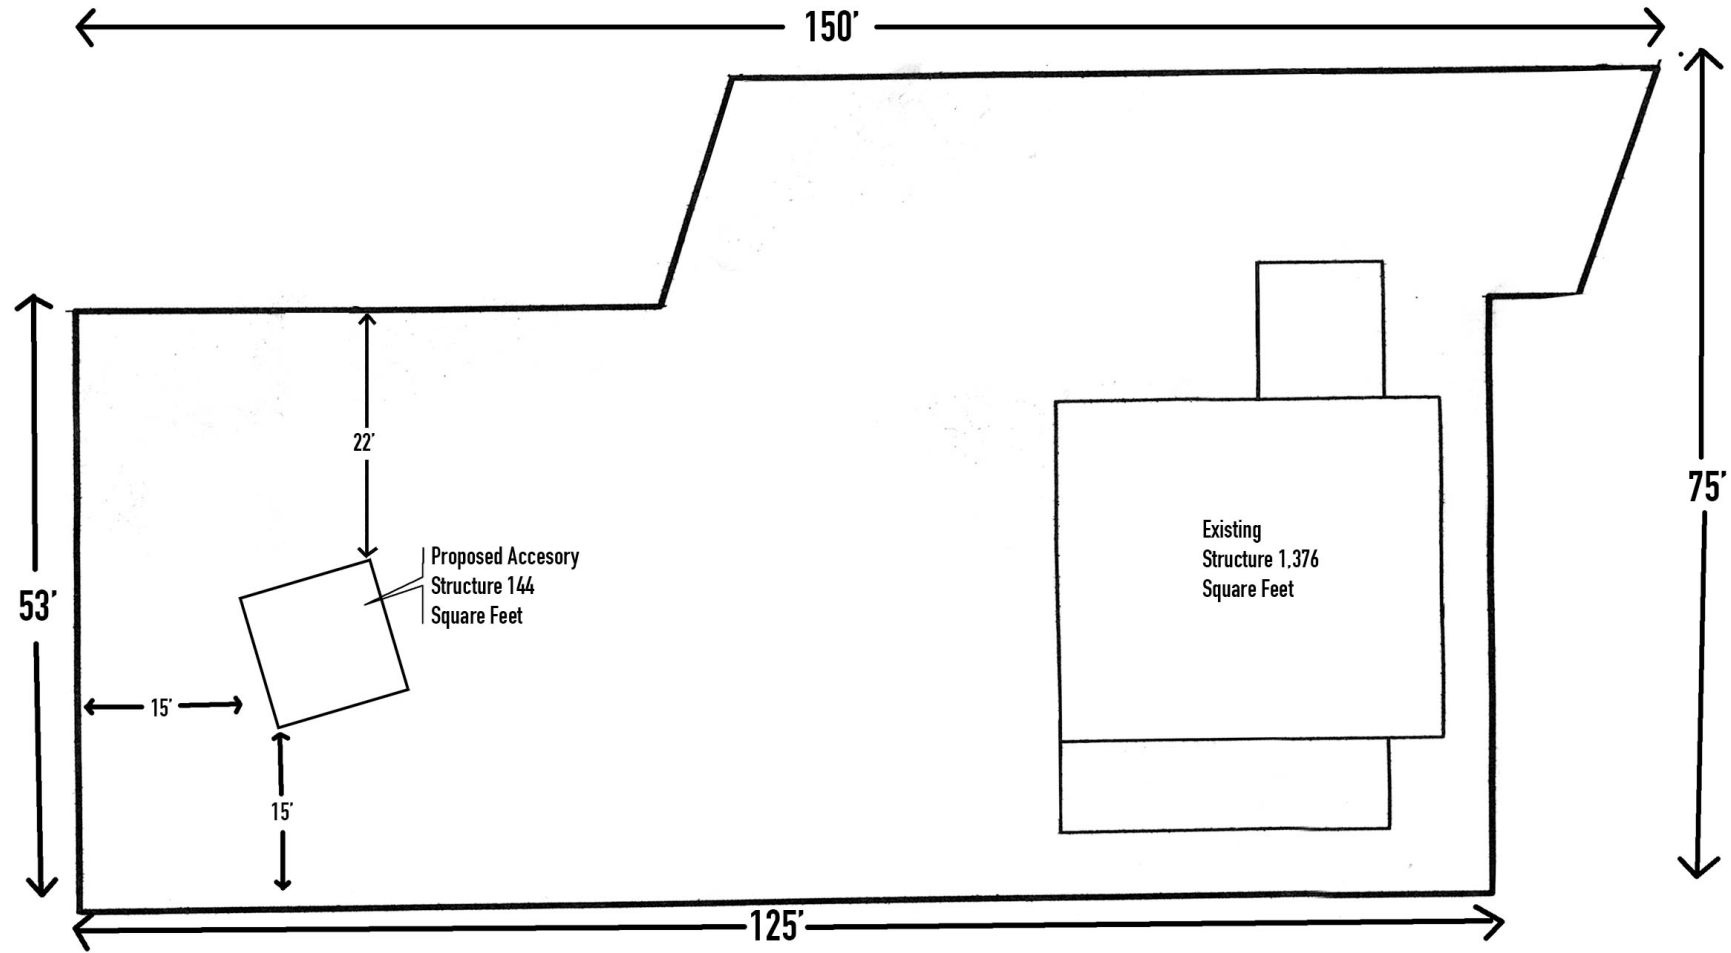 150'
22'
Existing
Structure 1,376
Square Feet
75'
Proposed Accesory
Structure 144
Square Feet
53'
15'
15'
125'